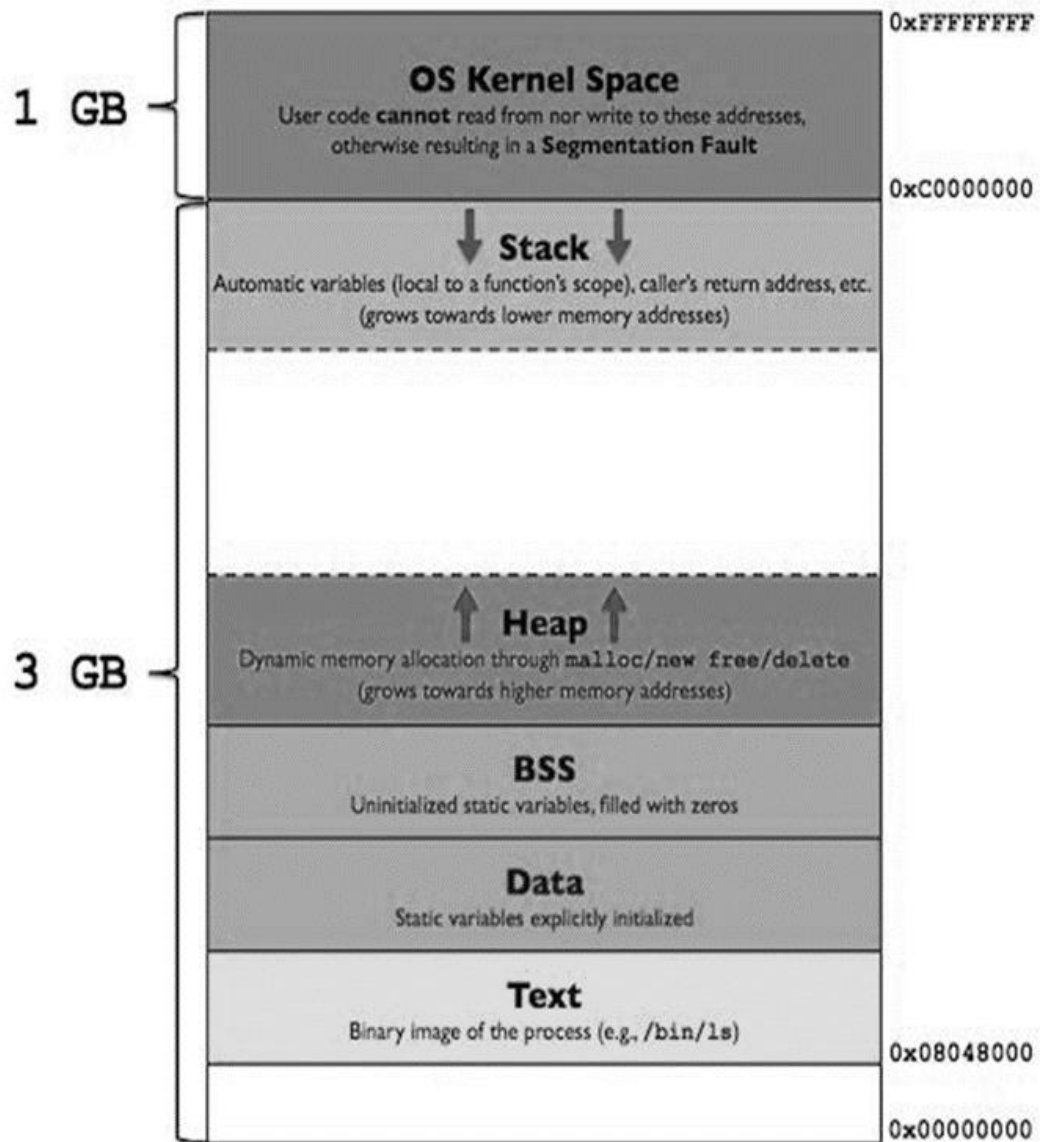 0xFFFFFFFF
1 GB
OS Kernel Space
User code cannot read from nor write to these addresses,
otherwise resulting in a Segmentation Fault
0xC0000000
Stack
Automatic variables (local to a function's scope), caller's return address, etc.
(grows towards lower memory addresses)
3 GB
Heap
Dynamic memory allocation through malloc/new free/delete
(grows towards higher memory addresses)
BSS
Uninitialized static variables, filled with zeros
Data
Static variables explicitly initialized
Text
Binary image of the process (e.g., /bin/ls)
0x08048000
0x00000000